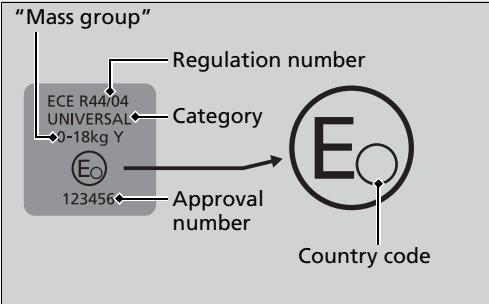 "Mass group"
Regulation number
ECE R44/04
UNIVERSAL
Category
0-18kg Y
E
E
123456
Approval
number
Country code